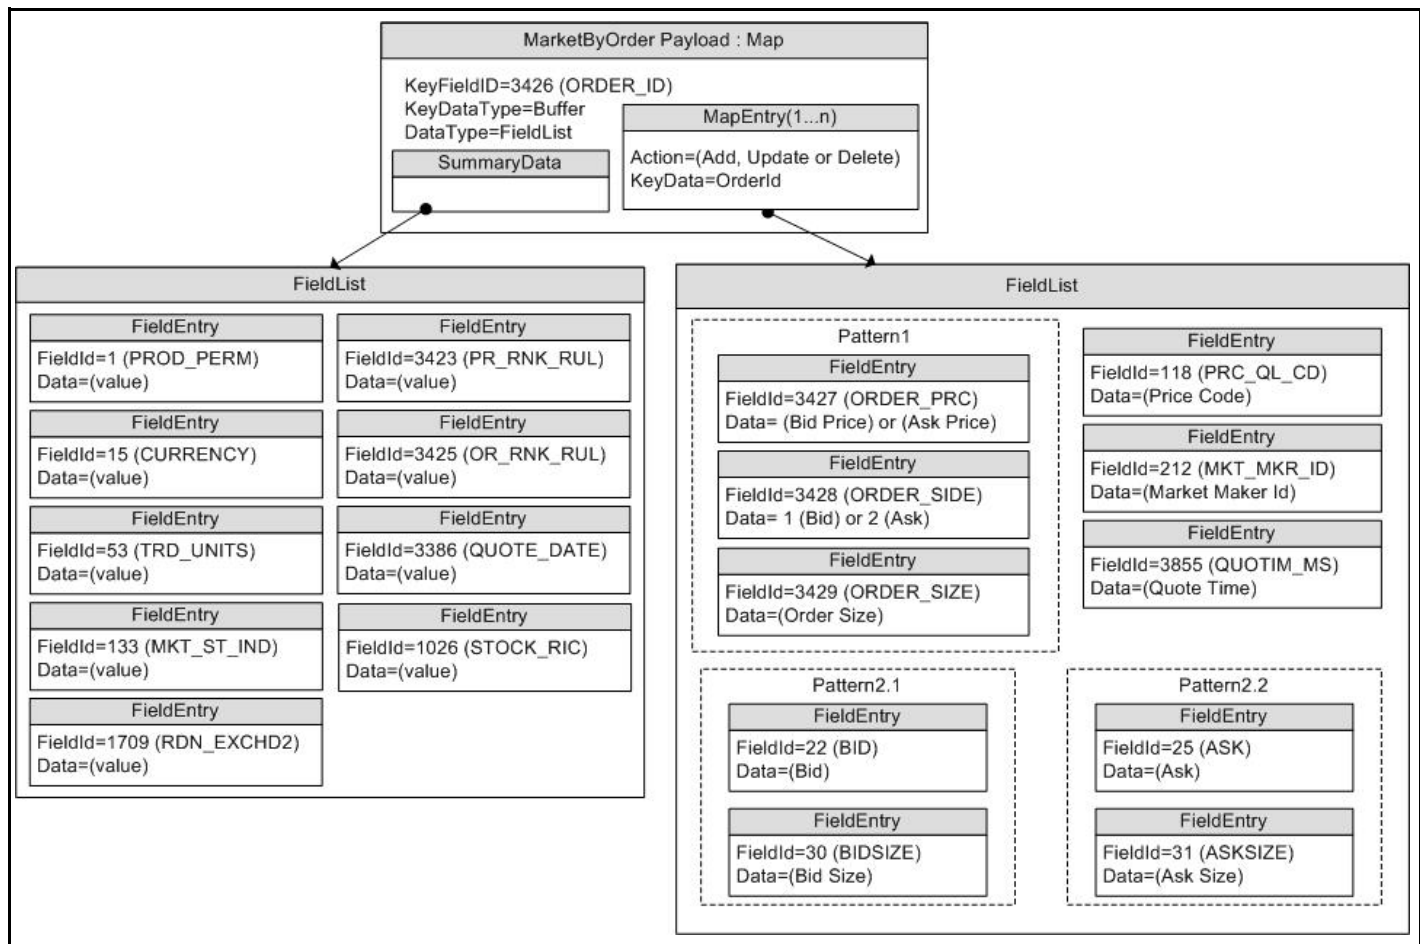 MarketByOrder Payload : Map
KeyFieldID=3426 (ORDER_ID)
KeyDataType=Buffer
DataType=FieldList
SummaryData
MapEntry(1...n)
Action=(Add, Update or Delete)
KeyData=OrderId
FieldList
FieldEntry
FieldId=1 (PROD_PERM)
Data=(value)
FieldEntry
FieldId=15 (CURRENCY)
Data=(value)
FieldEntry
FieldId=53 (TRD_UNITS)
Data=(value)
FieldEntry
FieldId=133 (MKT_ST_IND)
Data=(value)
FieldEntry
FieldId=1709 (RDN_EXCHD2)
Data=(value)
FieldEntry
FieldId=3423 (PR_RNK_RUL)
Data=(value)
FieldEntry
FieldId=3425 (OR_RNK_RUL)
Data=(value)
FieldEntry
FieldId=3386 (QUOTE_DATE)
Data=(value)
FieldEntry
FieldId=1026 (STOCK_RIC)
Data=(value)
FieldList
Pattern1
FieldEntry
FieldId=3427 (ORDER_PRC)
Data= (Bid Price) or (Ask Price)
FieldEntry
FieldId=3428 (ORDER_SIDE)
Data= 1 (Bid) or 2 (Ask)
FieldEntry
FieldId=3429 (ORDER_SIZE)
Data=(Order Size)
FieldEntry
FieldId=118 (PRC_QL_CD)
Data=(Price Code)
FieldEntry
FieldId=212 (MKT_MKR_ID)
Data=(Market Maker Id)
FieldEntry
FieldId=3855 (QUOTIM_MS)
Data=(Quote Time)
Pattern2.1
FieldEntry
FieldId=22 (BID)
Data=(Bid)
FieldEntry
FieldId=30 (BIDSIZE)
Data=(Bid Size)
Pattern2.2
FieldEntry
FieldId=25 (ASK)
Data=(Ask)
FieldEntry
FieldId=31 (ASKSIZE)
Data=(Ask Size)